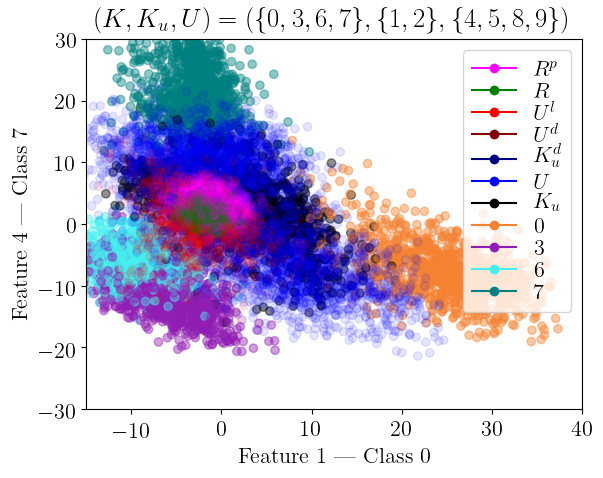 (K, K_u, U) = ({0, 3, 6, 7}, {1, 2}, {4, 5, 8, 9})
30
20
10
0
−10
−20
−30
Feature 4 — Class 7
R^p
R
U^l
U^d
K_u^d
U
K_u
0
3
6
7
−10
0
10
20
30
40
Feature 1 — Class 0